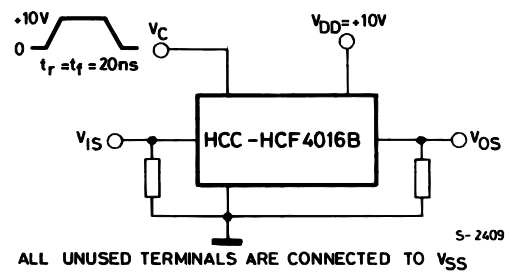 +10V
0
tr = tf = 20ns
VC
VDD = +10V
VIS
HCC - HCF4016B
VOS
S- 2409
ALL UNUSED TERMINALS ARE CONNECTED TO VSS